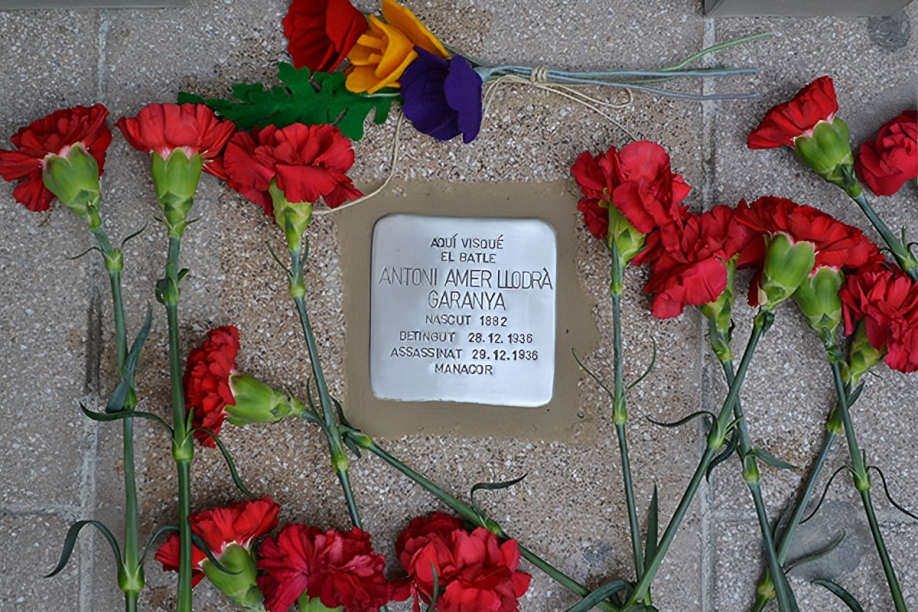 AQUÍ VISQUÉ
EL BATLE
ANTONI AMER LLODRÀ
GARANYA
NASCUT 1882
DETINGUT 28.12.1936
ASSASSINAT 29.12.1936
MANACOR